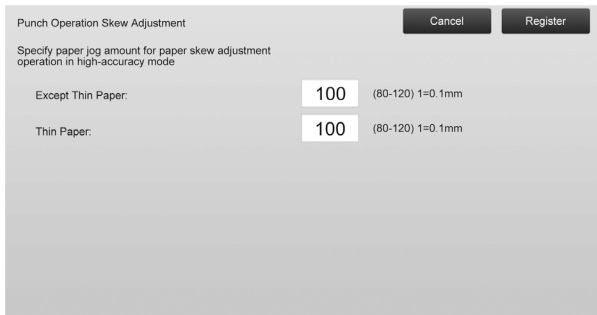 Punch Operation Skew Adjustment
Cancel
Register
Specify paper jog amount for paper skew adjustment
operation in high-accuracy mode
Except Thin Paper: 100 (80-120) 1=0.1mm
Thin Paper: 100 (80-120) 1=0.1mm